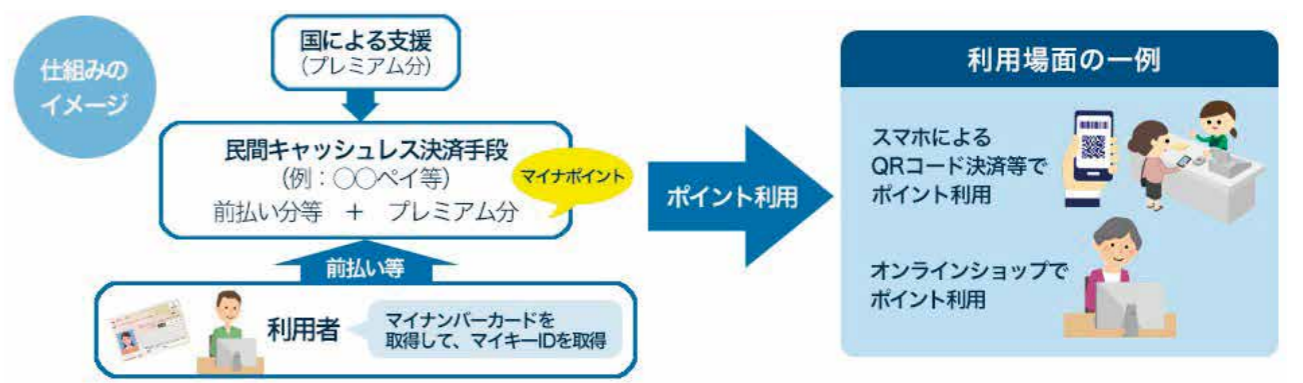 仕組みの
イメージ
国による支援
（プレミアム分）
民間キャッシュレス決済手段
（例：○○ペイ等）
マイナポイント
前払い分等　＋　プレミアム分
前払い等
利用者
マイナンバーカードを
取得して、マイキーIDを取得
ポイント利用
利用場面の一例
スマホによる
QRコード決済等で
ポイント利用
オンラインショップで
ポイント利用